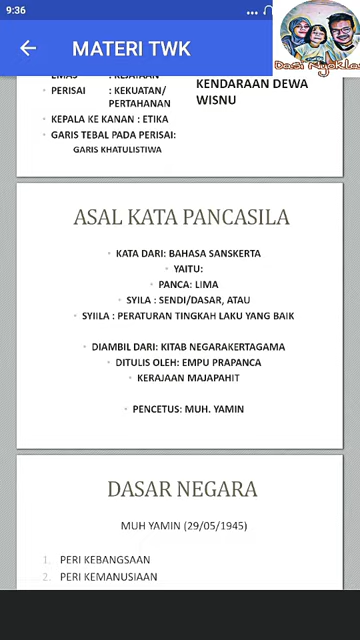 9:36
MATERI TWK
Dasi Nyokla
EMAS : KEJAYAAN
PERISAI : KEKUATAN/
PERTAHANAN
KEPALA KE KANAN : ETIKA
GARIS TEBAL PADA PERISAI:
GARIS KHATULISTIWA
KENDARAAN DEWA
WISNU
ASAL KATA PANCASILA
KATA DARI: BAHASA SANSKERTA
YAITU:
PANCA: LIMA
SYILA : SENDI/DASAR, ATAU
SYIILA : PERATURAN TINGKAH LAKU YANG BAIK
DIAMBIL DARI: KITAB NEGARAKERTAGAMA
DITULIS OLEH: EMPU PRAPANCA
KERAJAAN MAJAPAHIT
PENCETUS: MUH. YAMIN
DASAR NEGARA
MUH YAMIN (29/05/1945)
1. PERI KEBANGSAAN
2. PERI KEMANUSIAAN